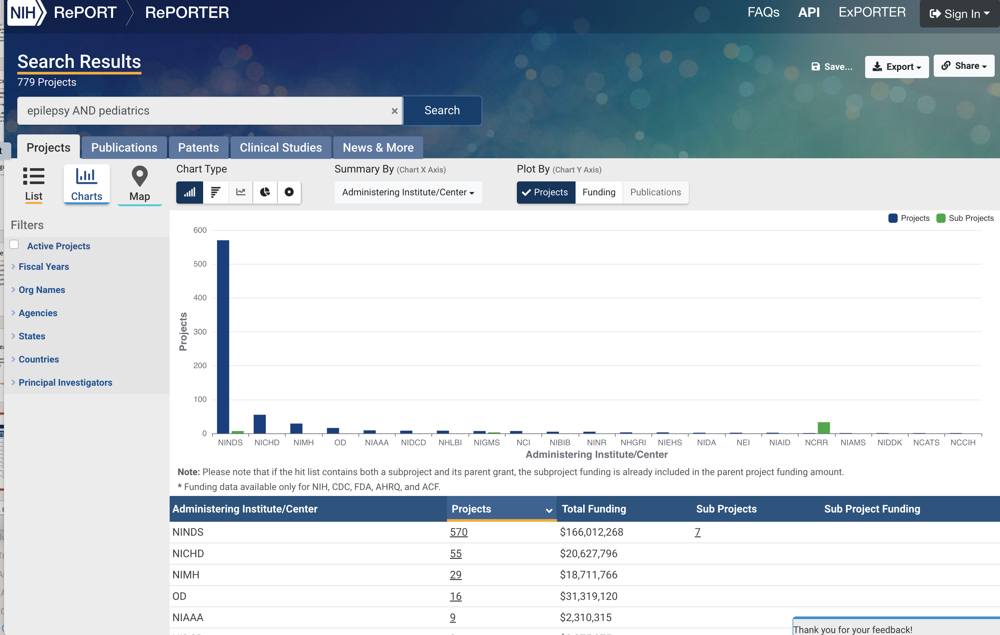 NIH RePORT RePORTER FAQs API ExPORTER Sign In
Search Results
779 Projects
Save... Export Share
epilepsy AND pediatrics × Search
Projects Publications Patents Clinical Studies News & More
List Charts Map
Chart Type Summary By (Chart X Axis) Plot By (Chart Y Axis)
Administering Institute/Center Projects Funding Publications
Filters
Active Projects
Fiscal Years
Org Names
Agencies
States
Countries
Principal Investigators
Projects Sub Projects
600
500
400
300
200
100
0
Projects
NINDS NICHD NIMH OD NIAAA NIDCD NHLBI NIGMS NCI NIBIB NINR NHGRI NIEHS NIDA NEI NIAID NCRR NIAMS NIDDK NCATS NCCIH
Administering Institute/Center
Note: Please note that if the hit list contains both a subproject and its parent grant, the subproject funding is already included in the parent project funding amount.
* Funding data available only for NIH, CDC, FDA, AHRQ, and ACF.
Administering Institute/Center Projects Total Funding Sub Projects Sub Project Funding
NINDS 570 $166,012,268 7
NICHD 55 $20,627,796
NIMH 29 $18,711,766
OD 16 $31,319,120
NIAAA 9 $2,310,315
Thank you for your feedback!